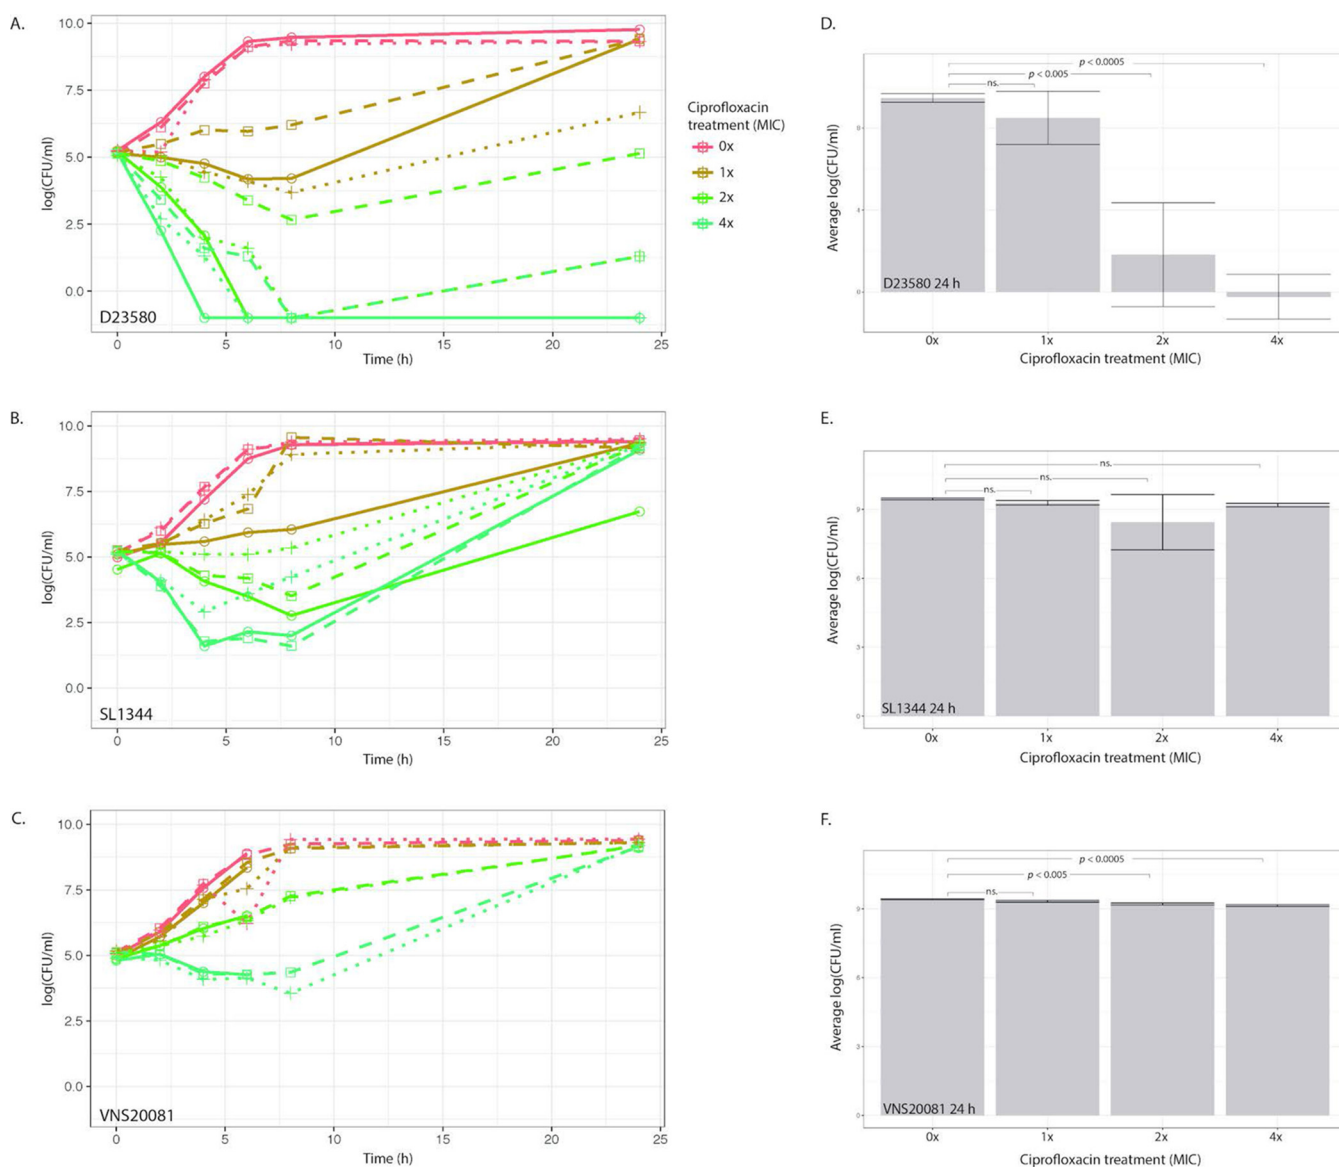 A.
10.0
7.5
5.0
2.5
0.0
log(CFU/ml)
D23580
0
5
10
15
20
25
Time (h)
Ciprofloxacin
treatment (MIC)
0x
1x
2x
4x
D.
p < 0.0005
p < 0.005
ns.
8
4
0
Average log(CFU/ml)
D23580 24 h
0x
1x
2x
4x
Ciprofloxacin treatment (MIC)
B.
10.0
7.5
5.0
2.5
0.0
log(CFU/ml)
SL1344
0
5
10
15
20
25
Time (h)
E.
ns.
ns.
ns.
9
6
3
0
Average log(CFU/ml)
SL1344 24 h
0x
1x
2x
4x
Ciprofloxacin treatment (MIC)
C.
10.0
7.5
5.0
2.5
0.0
log(CFU/ml)
VNS20081
0
5
10
15
20
25
Time (h)
F.
p < 0.0005
p < 0.005
ns.
9
6
3
0
Average log(CFU/ml)
VNS20081 24 h
0x
1x
2x
4x
Ciprofloxacin treatment (MIC)